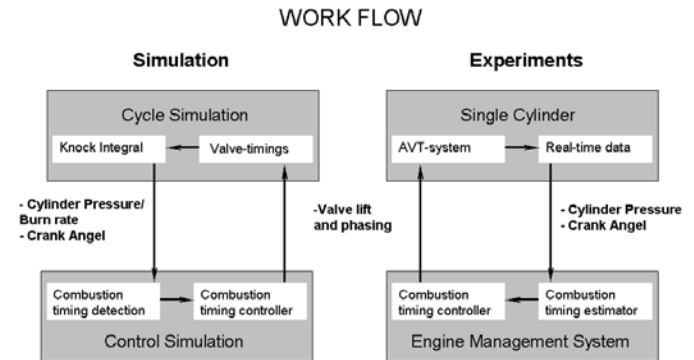 WORK FLOW
Simulation
Experiments
Cycle Simulation
Knock Integral
Valve-timings
- Cylinder Pressure/
Burn rate
- Crank Angel
-Valve lift
and phasing
Combustion
timing detection
Combustion
timing controller
Control Simulation
Single Cylinder
AVT-system
Real-time data
- Cylinder Pressure
- Crank Angel
Combustion
timing controller
Combustion
timing estimator
Engine Management System